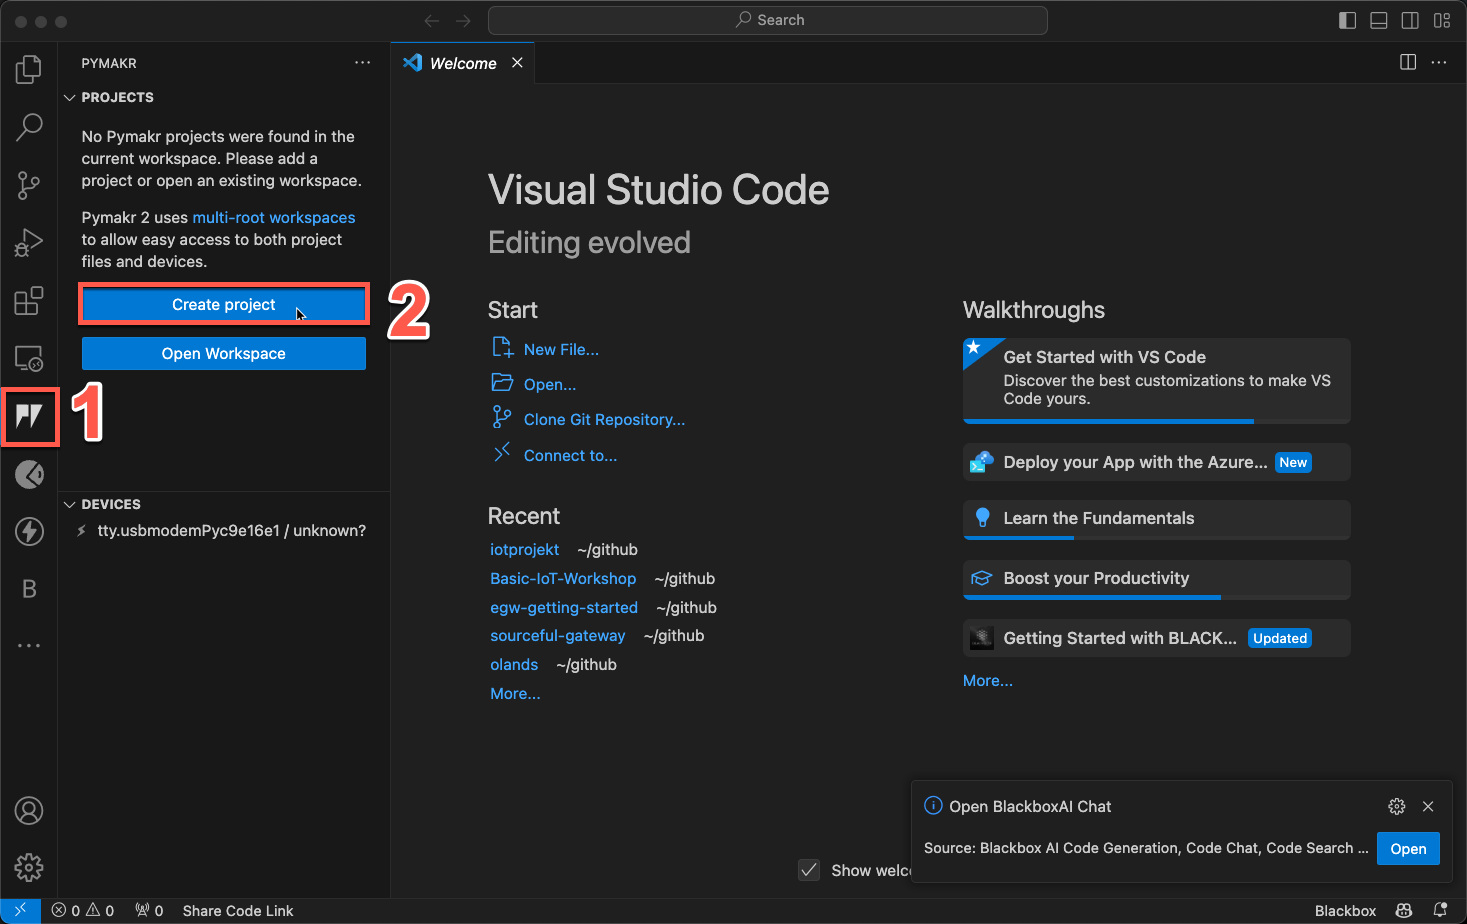 Search
PYMAKR
Welcome
PROJECTS
No Pymakr projects were found in the
current workspace. Please add a
project or open an existing workspace.
Pymakr 2 uses multi-root workspaces
to allow easy access to both project
files and devices.
Create project
2
Open Workspace
1
DEVICES
tty.usbmodemPyc9e16e1 / unknown?
B
Visual Studio Code
Editing evolved
Start
New File...
Open...
Clone Git Repository...
Connect to...
Recent
iotprojekt ~/github
Basic-IoT-Workshop ~/github
egw-getting-started ~/github
sourceful-gateway ~/github
olands ~/github
More...
Walkthroughs
Get Started with VS Code
Discover the best customizations to make VS
Code yours.
Deploy your App with the Azure... New
Learn the Fundamentals
Boost your Productivity
Getting Started with BLACK... Updated
More...
Open BlackboxAI Chat
Source: Blackbox AI Code Generation, Code Chat, Code Search ... Open
Show welc
0 0 0 Share Code Link
Blackbox